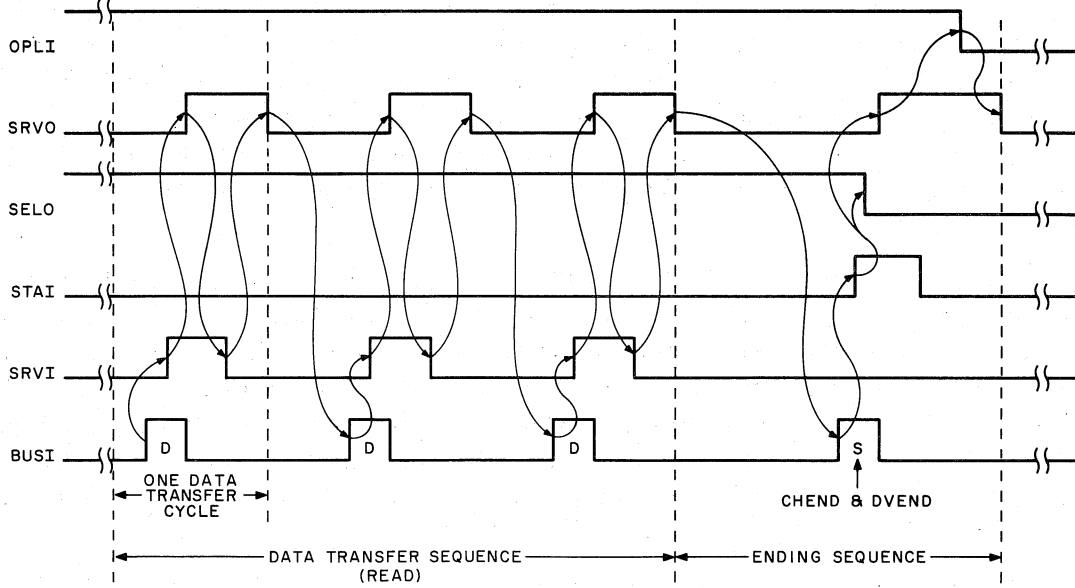 OPLI
SRVO
SELO
STAI
SRVI
BUSI
D
D
D
S
ONE DATA
TRANSFER
CYCLE
CHEND & DVEND
DATA TRANSFER SEQUENCE
(READ)
ENDING SEQUENCE